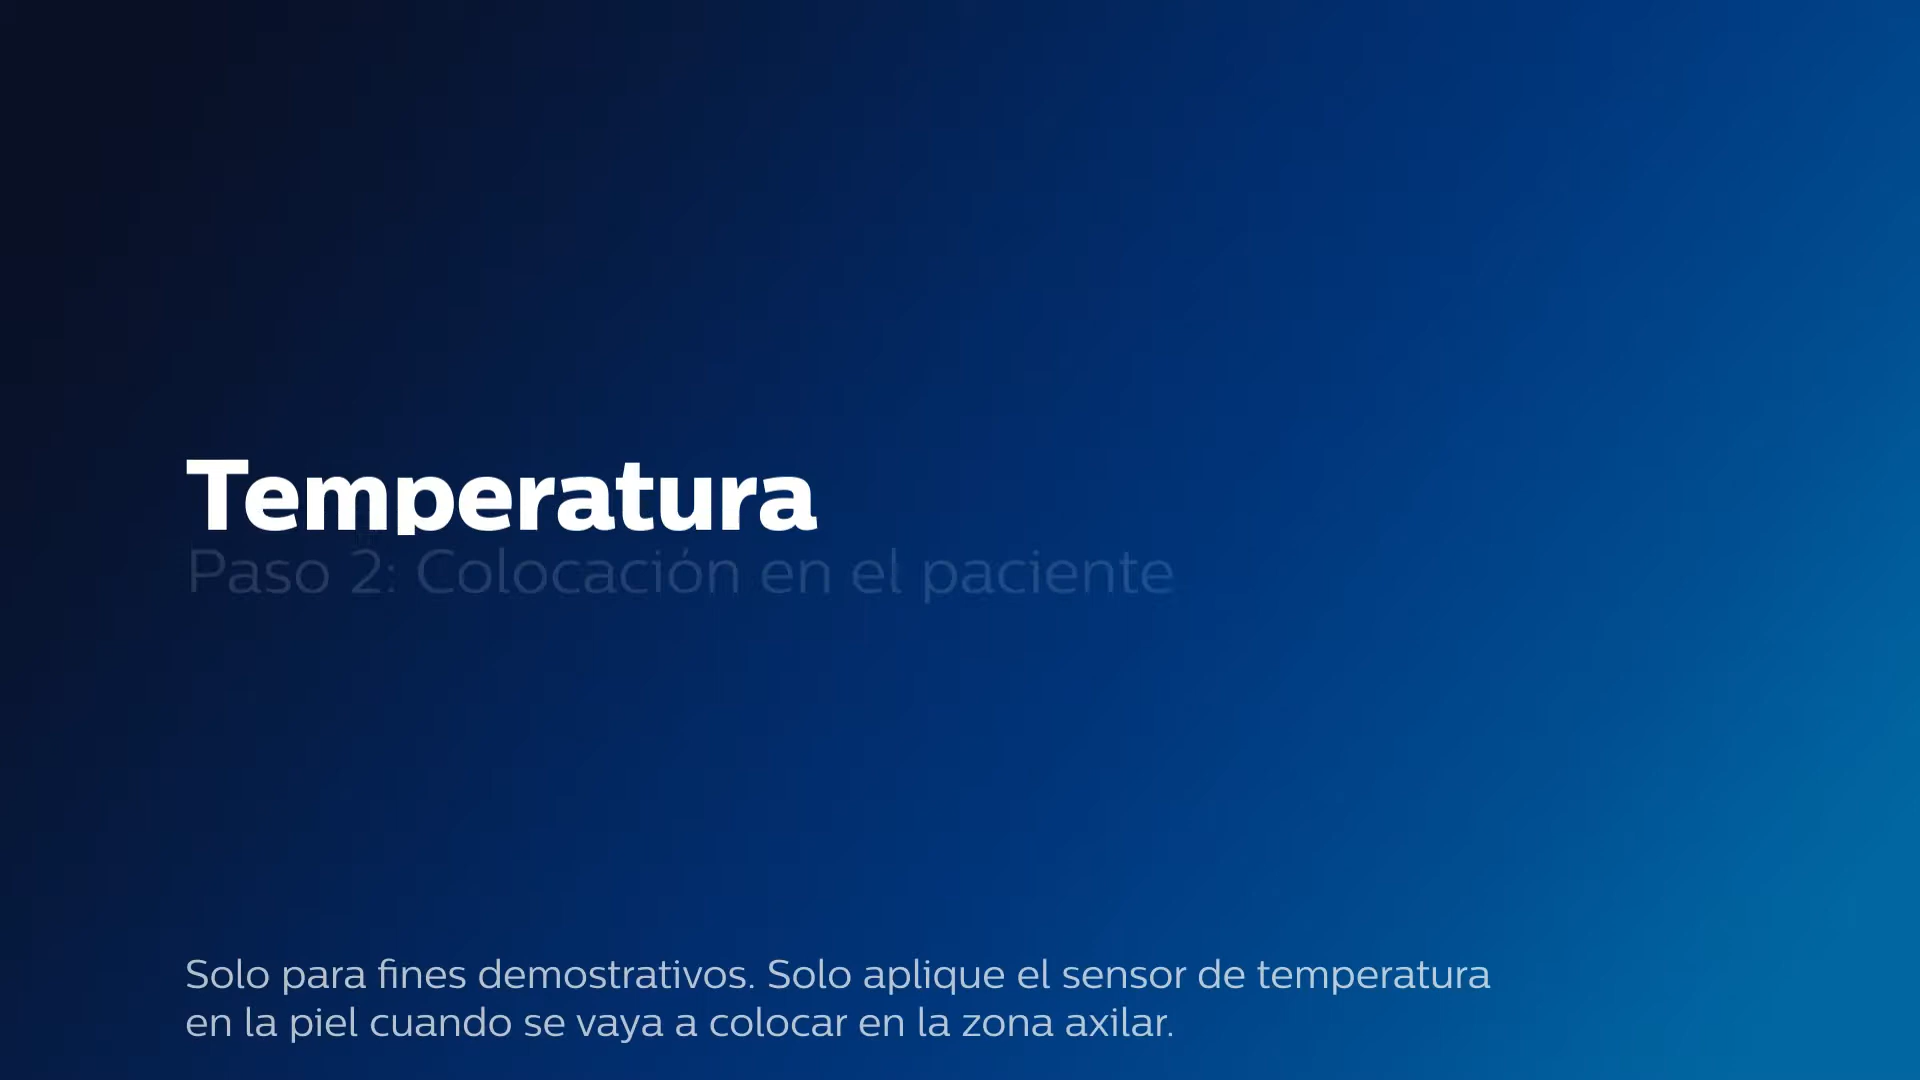 Temperatura
Paso 2: Colocación en el paciente
Solo para fines demostrativos. Solo aplique el sensor de temperatura
en la piel cuando se vaya a colocar en la zona axilar.